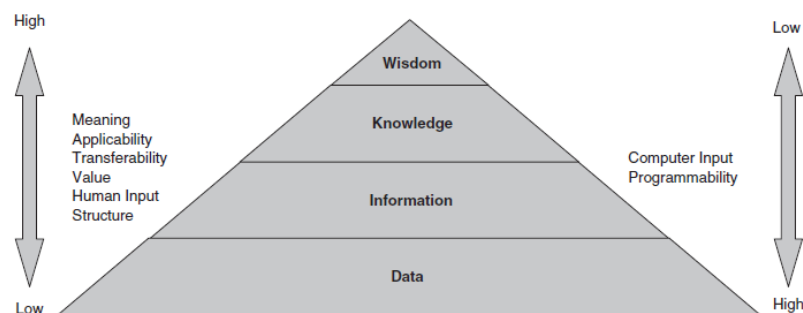 High
Low
Wisdom
Meaning
Applicability
Transferability
Value
Human Input
Structure
Knowledge
Computer Input
Programmability
Information
Data
Low
High